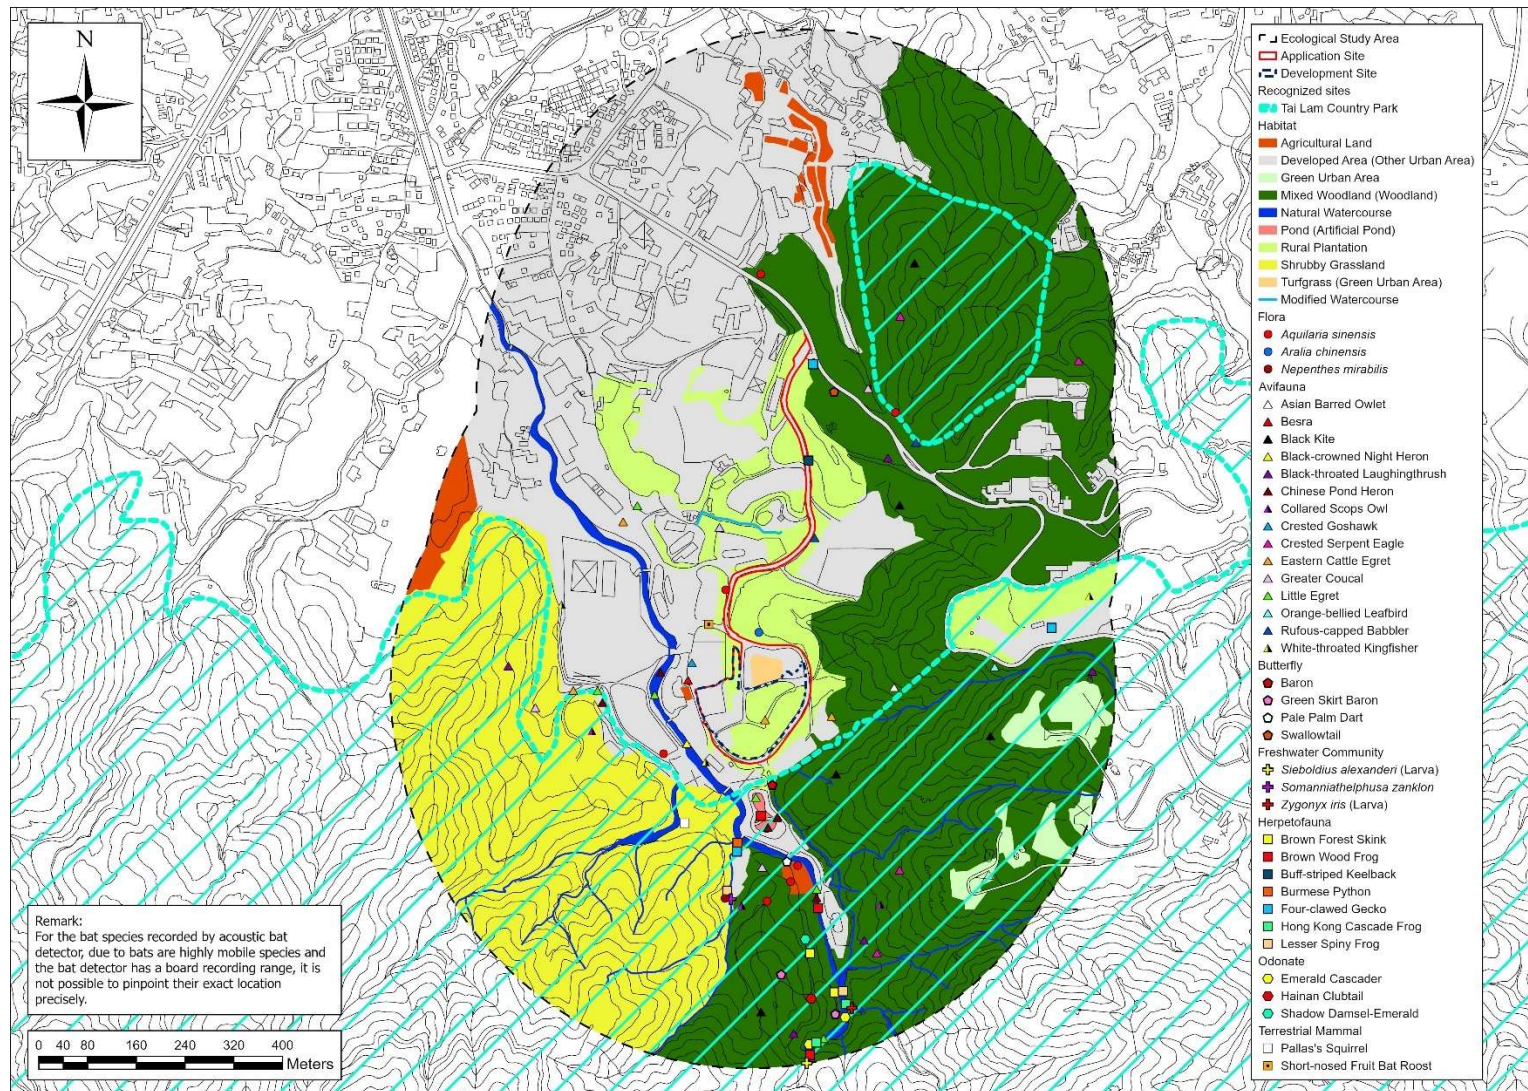 N
Ecological Study Area
Application Site
Development Site
Recognized sites
Tai Lam Country Park
Habitat
Agricultural Land
Developed Area (Other Urban Area)
Green Urban Area
Mixed Woodland (Woodland)
Natural Watercourse
Pond (Artificial Pond)
Rural Plantation
Shrubby Grassland
Turfgrass (Green Urban Area)
Modified Watercourse
Flora
Aquilaria sinensis
Aralia chinensis
Nepenthes mirabilis
Avifauna
Asian Barred Owlet
Besra
Black Kite
Black-crowned Night Heron
Black-throated Laughingthrush
Chinese Pond Heron
Collared Scops Owl
Crested Goshawk
Crested Serpent Eagle
Eastern Cattle Egret
Greater Coucal
Little Egret
Orange-bellied Leafbird
Rufous-capped Babbler
White-throated Kingfisher
Butterfly
Baron
Green Skirt Baron
Pale Palm Dart
Swallowtail
Freshwater Community
Sieboldius alexanderi (Larva)
Somanniathelphusa zanklon
Zygonyx iris (Larva)
Herpetofauna
Brown Forest Skink
Brown Wood Frog
Buff-striped Keelback
Burmese Python
Four-clawed Gecko
Hong Kong Cascade Frog
Lesser Spiny Frog
Odonate
Emerald Cascader
Hainan Clubtail
Shadow Damsel-Emerald
Terrestrial Mammal
Pallas's Squirrel
Short-nosed Fruit Bat Roost
Remark:
For the bat species recorded by acoustic bat
detector, due to bats are highly mobile species and
the bat detector has a board recording range, it is
not possible to pinpoint their exact location
precisely.
0 40 80 160 240 320 400
Meters